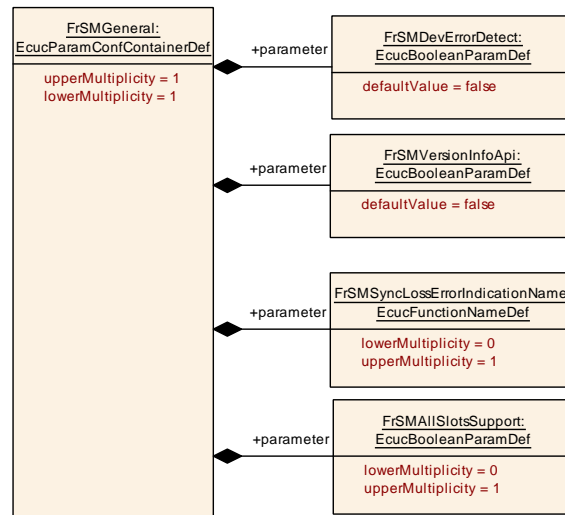 FrSMGeneral:
EcucParamConfContainerDef
upperMultiplicity = 1
lowerMultiplicity = 1
+parameter
FrSMDevErrorDetect:
EcucBooleanParamDef
defaultValue = false
+parameter
FrSMVersionInfoApi:
EcucBooleanParamDef
defaultValue = false
+parameter
FrSMSyncLossErrorIndicationName
EcucFunctionNameDef
lowerMultiplicity = 0
upperMultiplicity = 1
+parameter
FrSMAllSlotsSupport:
EcucBooleanParamDef
lowerMultiplicity = 0
upperMultiplicity = 1